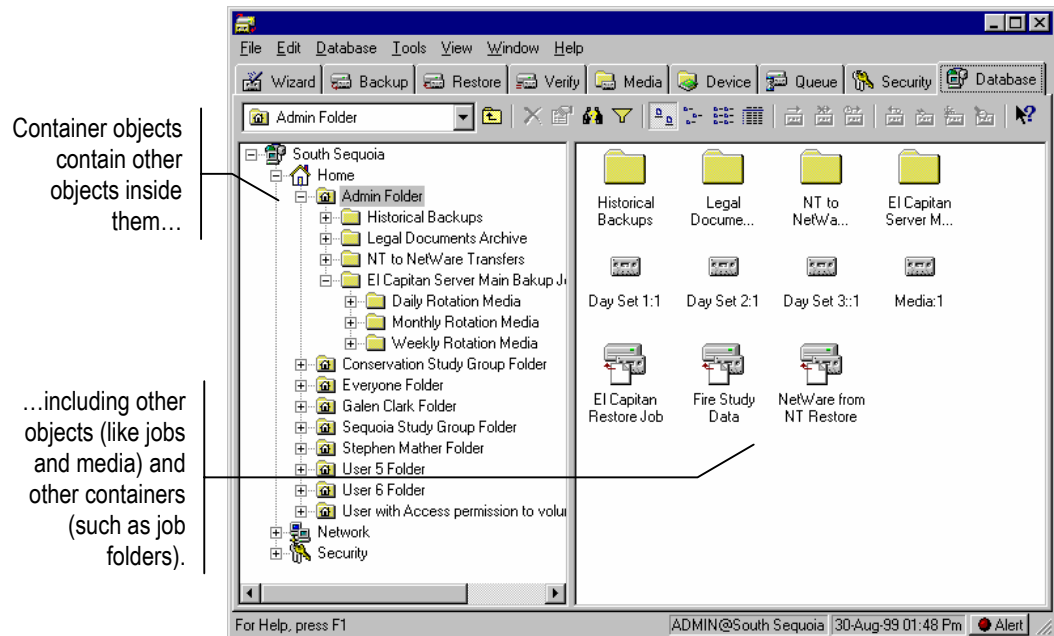 File Edit Database Tools View Window Help
Wizard Backup Restore Verify Media Device Queue Security Database
Admin Folder
Container objects
contain other
objects inside
them…
…including other
objects (like jobs
and media) and
other containers
(such as job
folders).
South Sequoia
Home
Admin Folder
Historical Backups
Legal Documents Archive
NT to NetWare Transfers
El Capitan Server Main Bakup Jo
Daily Rotation Media
Monthly Rotation Media
Weekly Rotation Media
Conservation Study Group Folder
Everyone Folder
Galen Clark Folder
Sequoia Study Group Folder
Stephen Mather Folder
User 5 Folder
User 6 Folder
User with Access permission to volur
Network
Security
Historical
Backups
Legal
Docume...
NT to
NetWa...
El Capitan
Server M...
Day Set 1:1
Day Set 2:1
Day Set 3::1
Media:1
El Capitan
Restore Job
Fire Study
Data
NetWare from
NT Restore
For Help, press F1
ADMIN@South Sequoia 30-Aug-99 01:48 Pm Alert